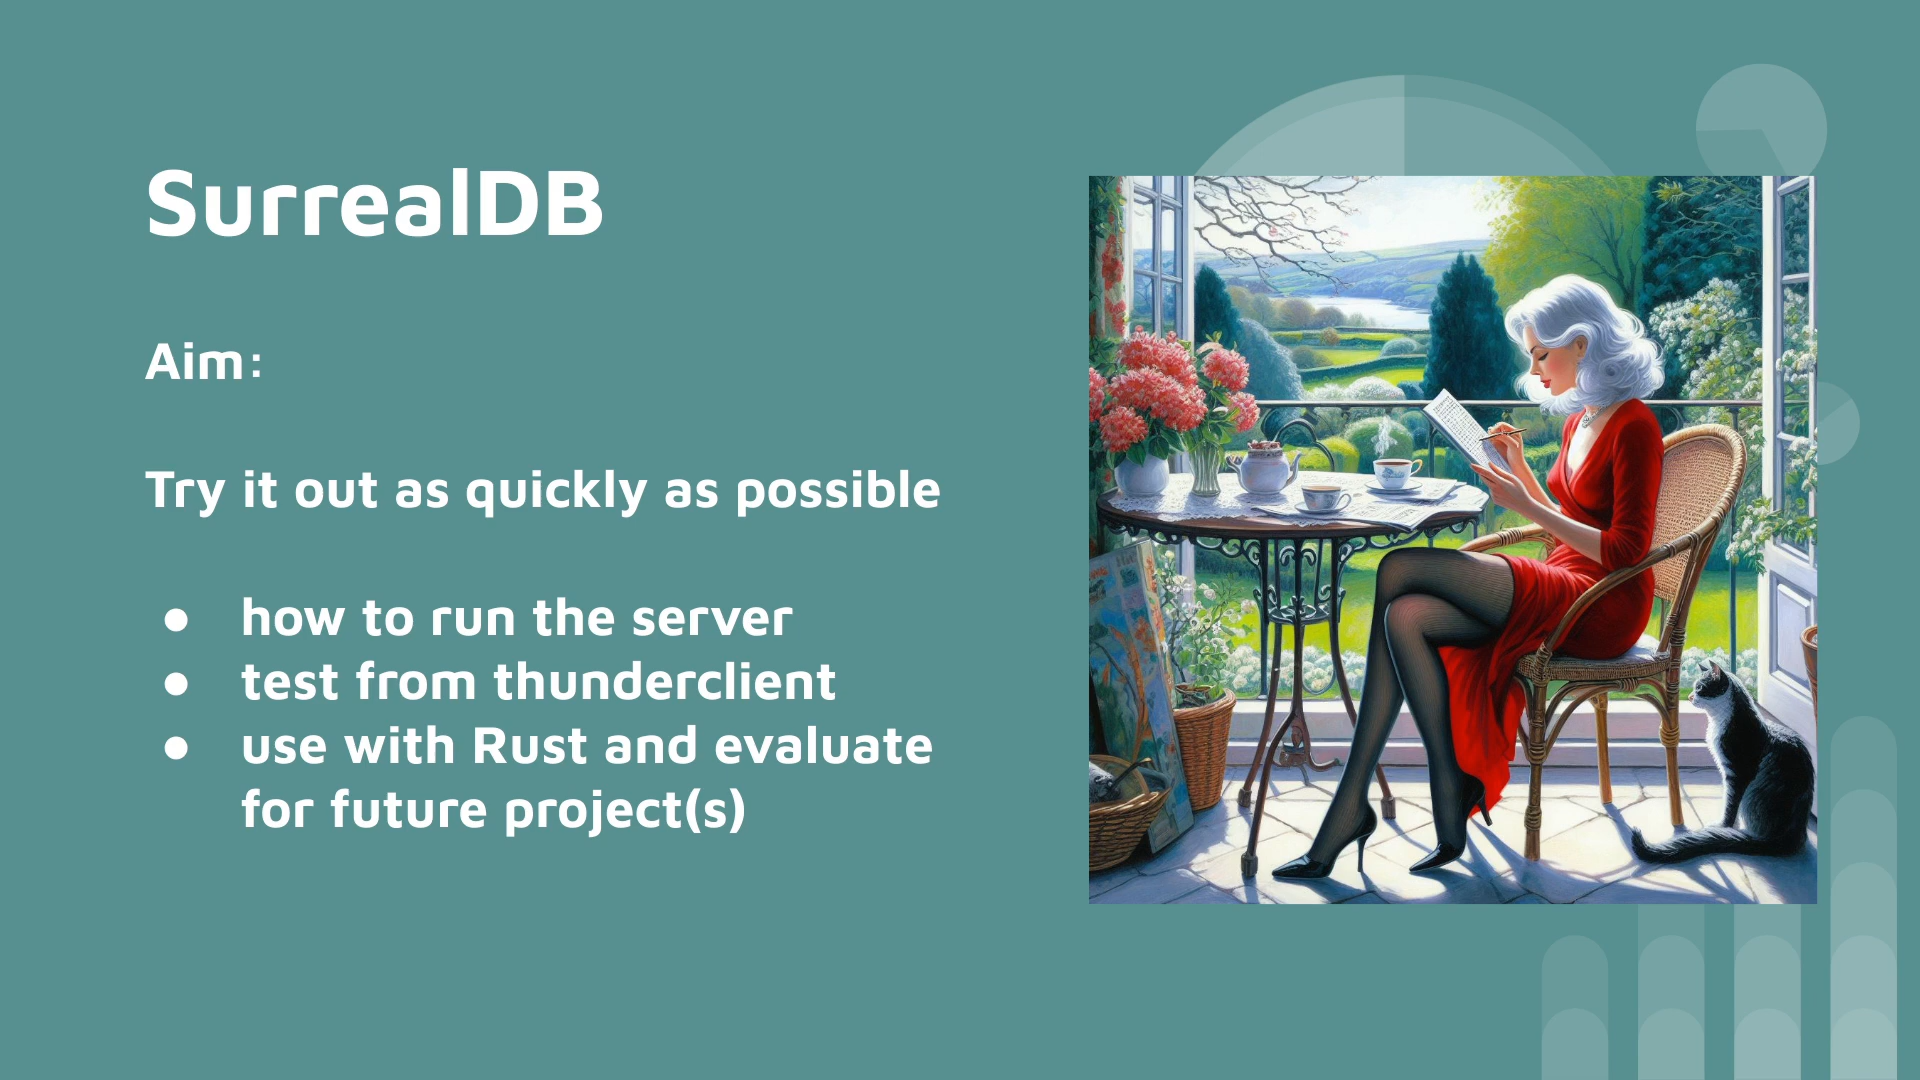 SurrealDB
Aim:
Try it out as quickly as possible
● how to run the server
● test from thunderclient
● use with Rust and evaluate
for future project(s)